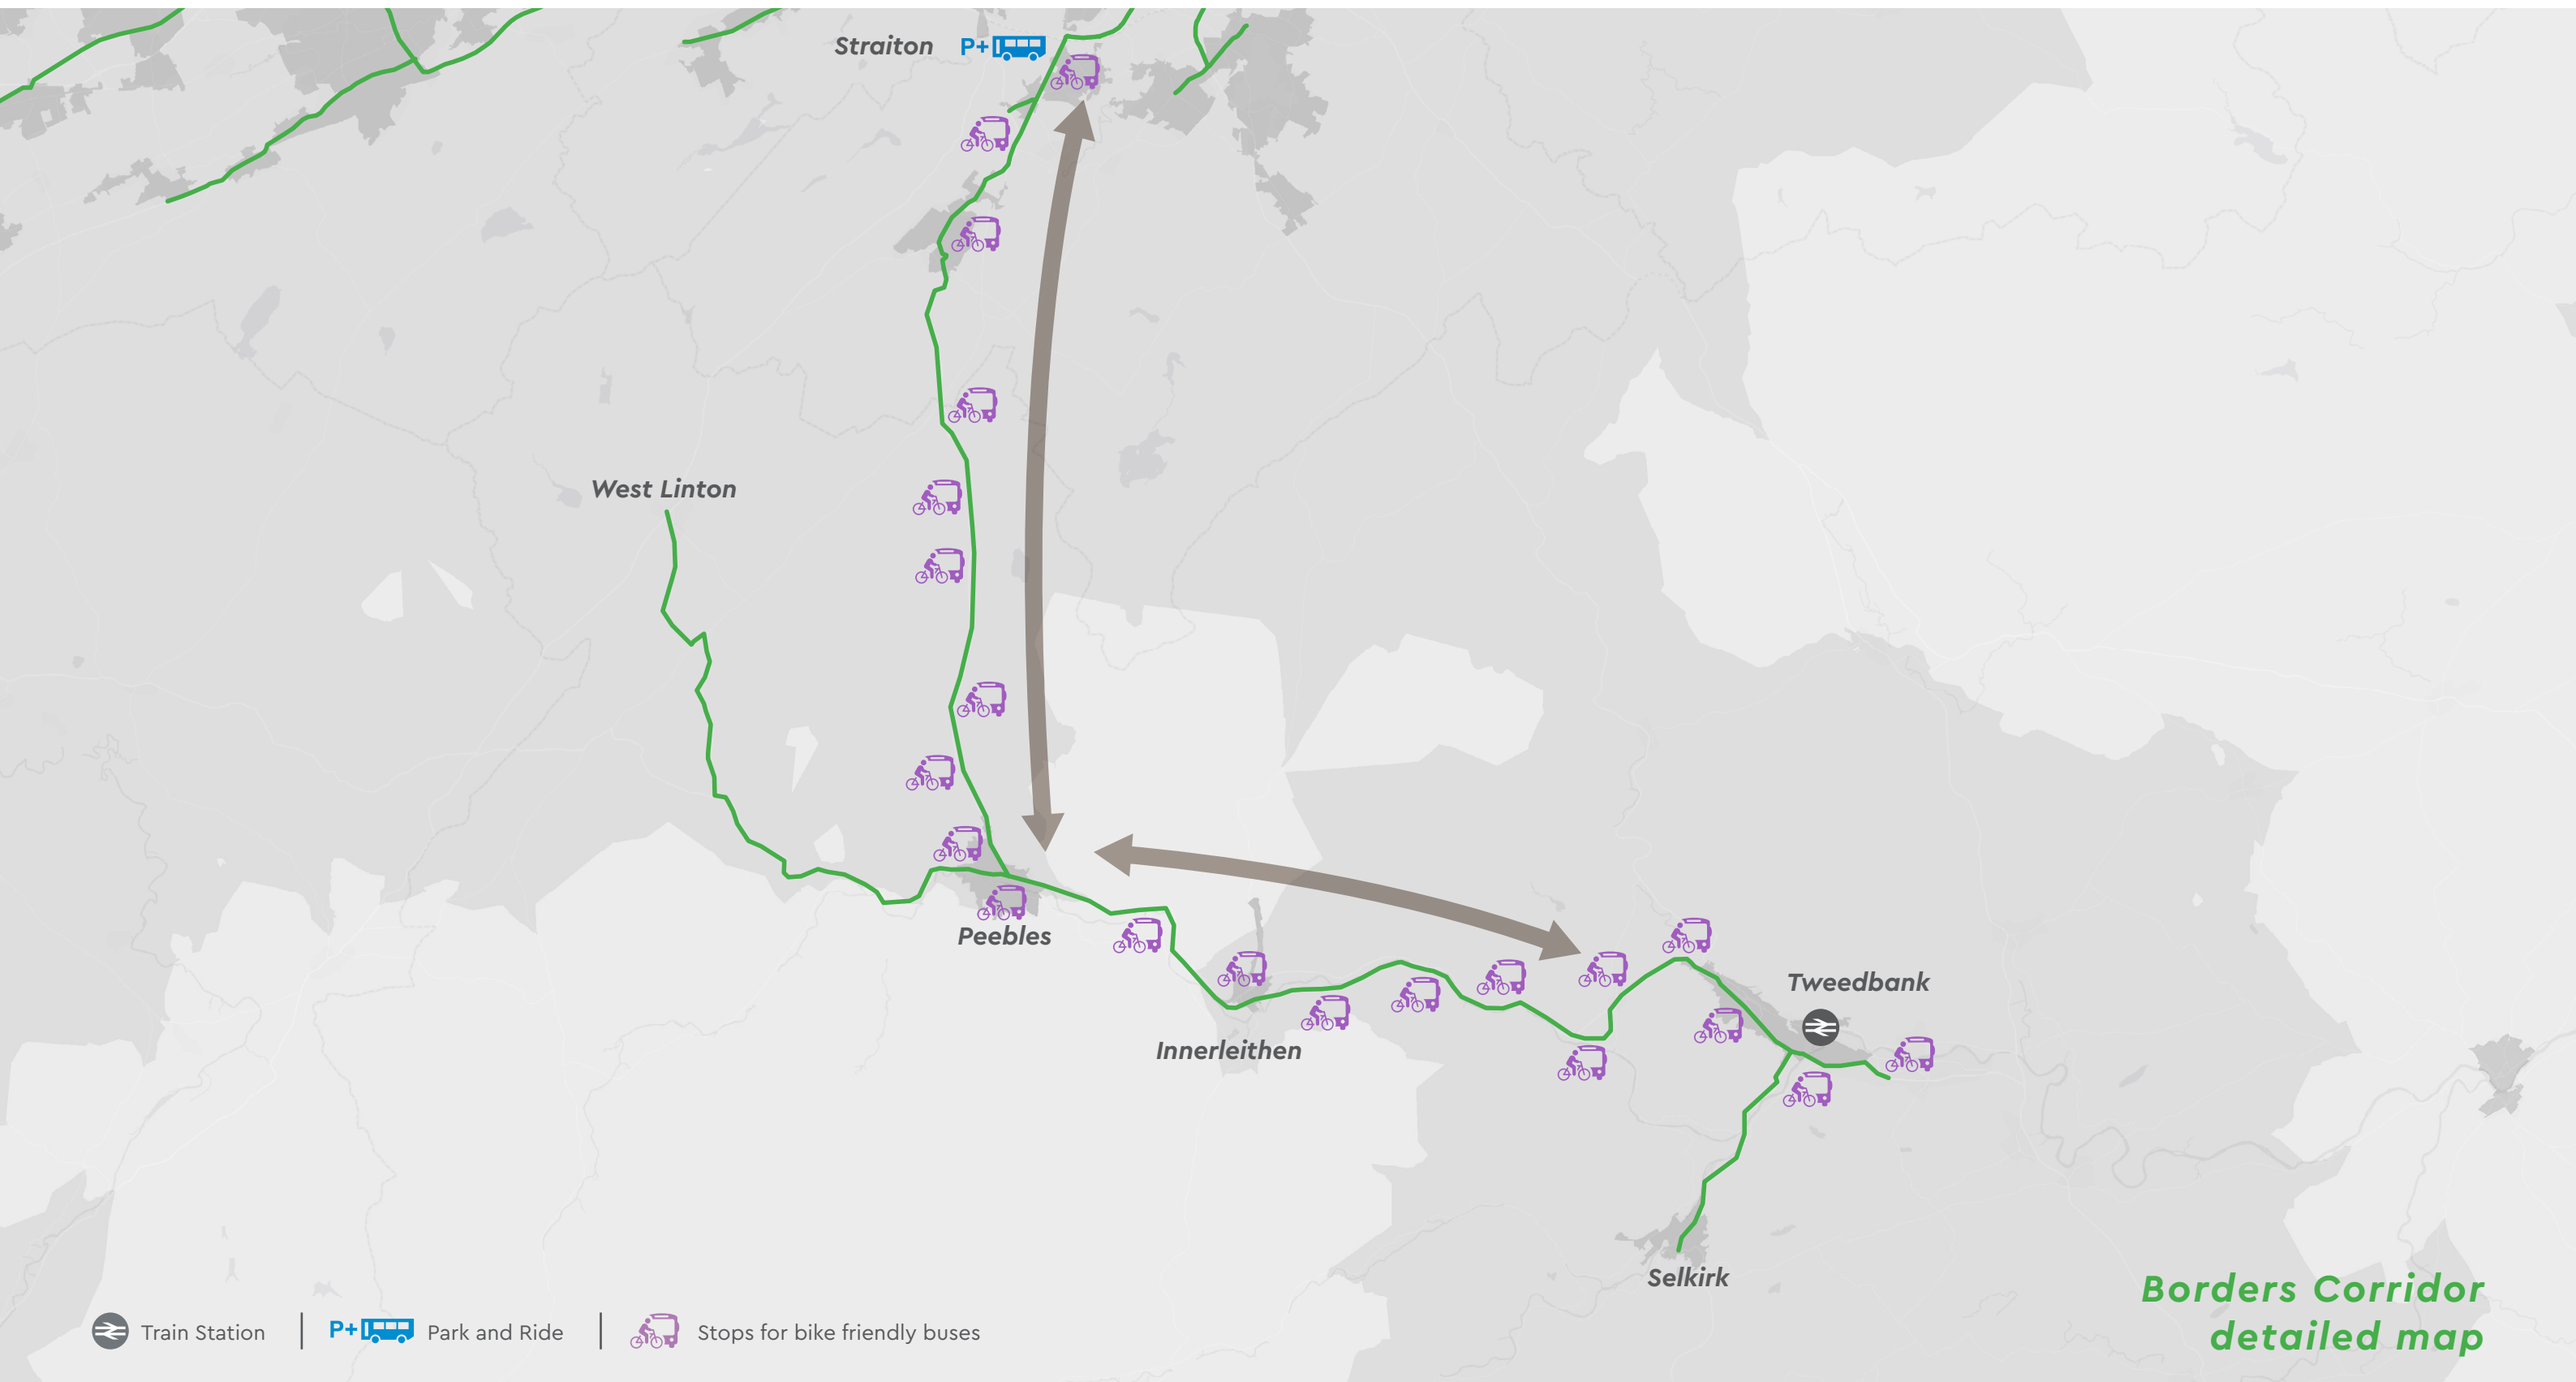 Straiton P+
West Linton
Peebles
Tweedbank
Innerleithen
Selkirk
Borders Corridor
detailed map
Train Station
P+ Park and Ride
Stops for bike friendly buses